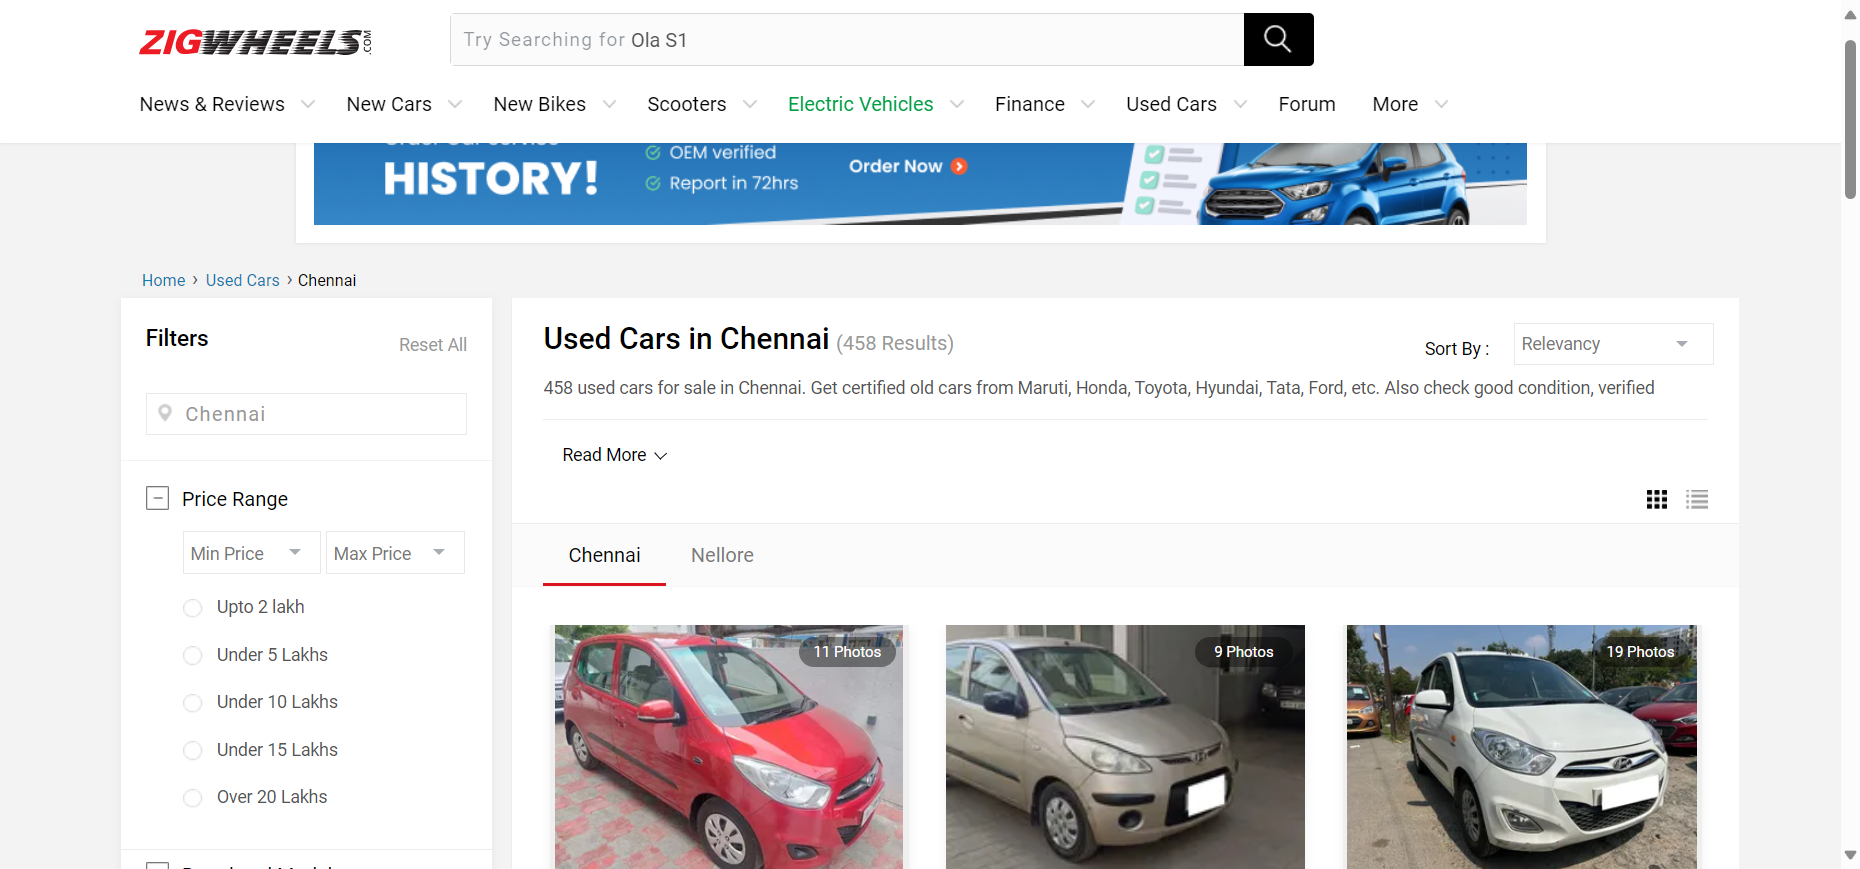 ZIGWHEELS.COM
Try Searching for Ola S1
News & Reviews New Cars New Bikes Scooters Electric Vehicles Finance Used Cars Forum More
HISTORY!
OEM verified
Report in 72hrs
Order Now
Home › Used Cars › Chennai
Filters
Reset All
Chennai
Price Range
Min Price Max Price
Upto 2 lakh
Under 5 Lakhs
Under 10 Lakhs
Under 15 Lakhs
Over 20 Lakhs
Used Cars in Chennai (458 Results)
Sort By : Relevancy
458 used cars for sale in Chennai. Get certified old cars from Maruti, Honda, Toyota, Hyundai, Tata, Ford, etc. Also check good condition, verified
Read More
Chennai Nellore
11 Photos
9 Photos
19 Photos